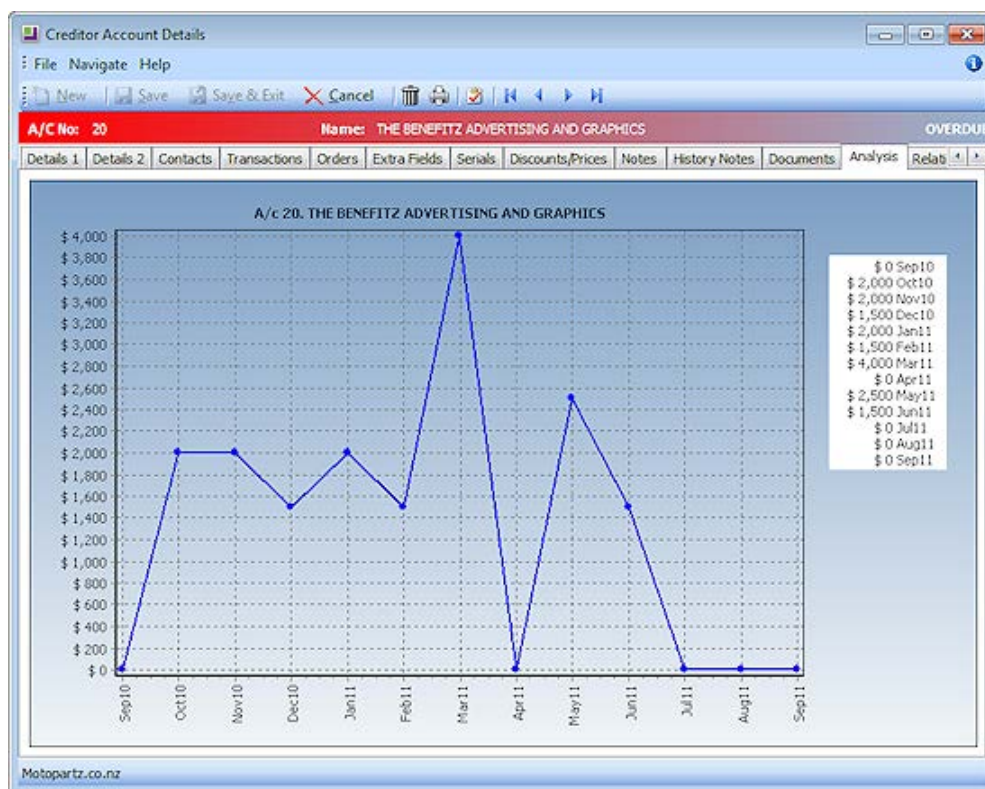 Creditor Account Details
File Navigate Help
New Save Save & Exit Cancel
A/C No: 20 Name: THE BENEFITZ ADVERTISING AND GRAPHICS OVERDUE
Details 1 Details 2 Contacts Transactions Orders Extra Fields Serials Discounts/Prices Notes History Notes Documents Analysis Relati
A/c 20. THE BENEFITZ ADVERTISING AND GRAPHICS
$ 4,000
$ 3,800
$ 3,600
$ 3,400
$ 3,200
$ 3,000
$ 2,800
$ 2,600
$ 2,400
$ 2,200
$ 2,000
$ 1,800
$ 1,600
$ 1,400
$ 1,200
$ 1,000
$ 800
$ 600
$ 400
$ 200
$ 0
Sep10 Oct10 Nov10 Dec10 Jan11 Feb11 Mar11 Apr11 May11 Jun11 Jul11 Aug11 Sep11
$ 0 Sep10
$ 2,000 Oct10
$ 2,000 Nov10
$ 1,500 Dec10
$ 2,000 Jan11
$ 1,500 Feb11
$ 4,000 Mar11
$ 0 Apr11
$ 2,500 May11
$ 1,500 Jun11
$ 0 Jul11
$ 0 Aug11
$ 0 Sep11
Motopartz.co.nz